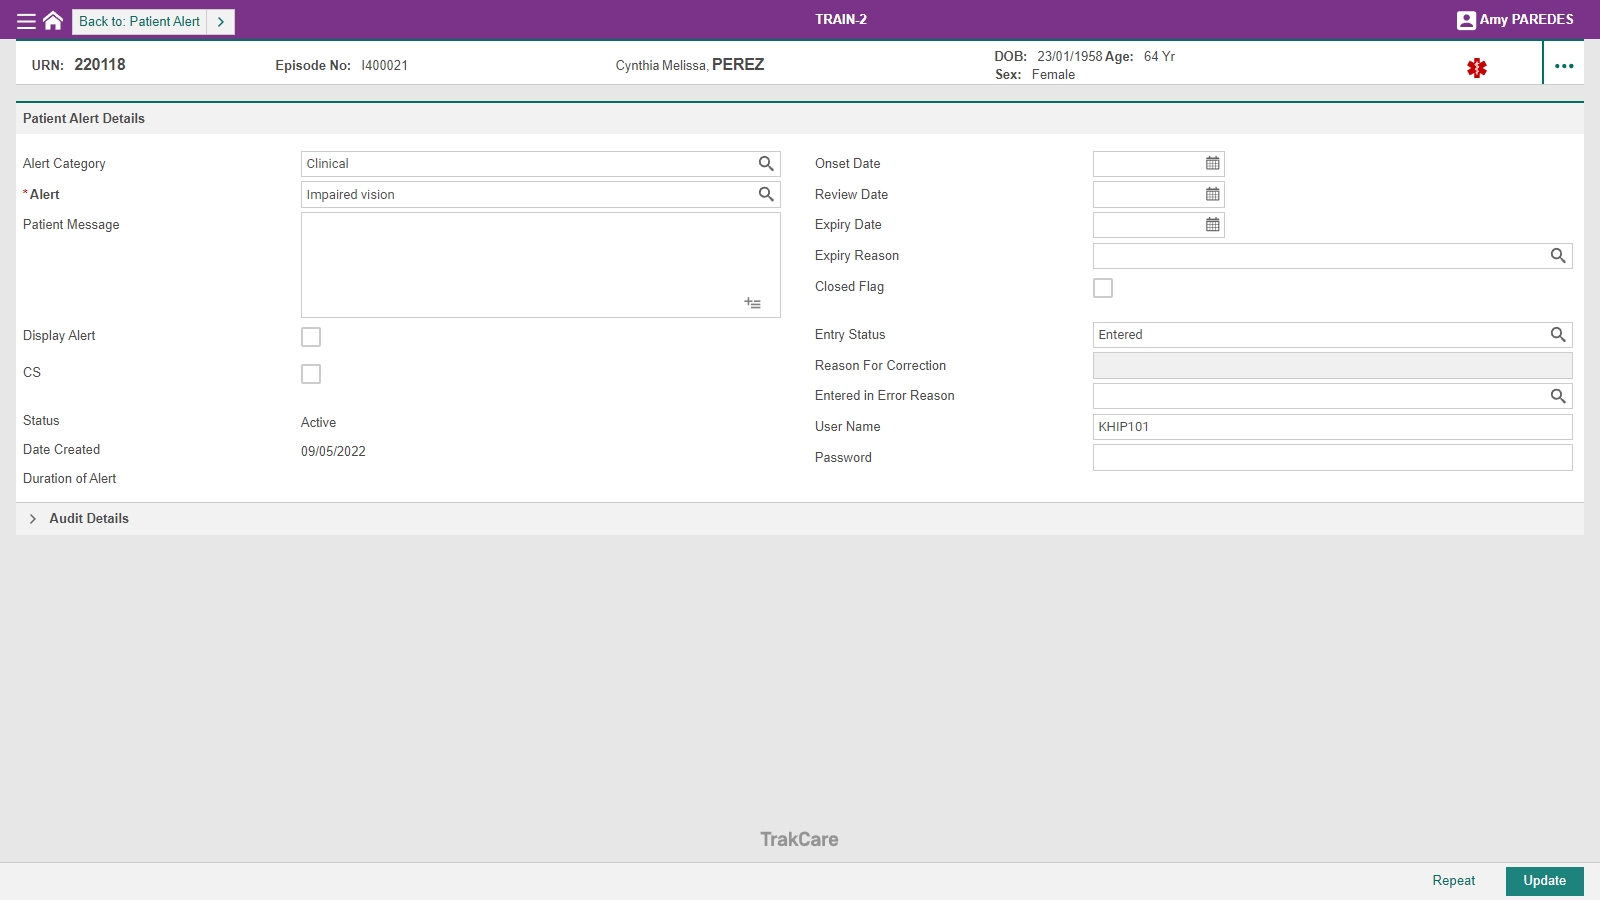 Back to: Patient Alert
TRAIN-2
Amy PAREDES
URN: 220118
Episode No: I400021
Cynthia Melissa, PEREZ
DOB: 23/01/1958 Age: 64 Yr
Sex: Female
Patient Alert Details
Alert Category
Clinical
*Alert
Impaired vision
Patient Message
Display Alert
CS
Status
Active
Date Created
09/05/2022
Duration of Alert
Onset Date
Review Date
Expiry Date
Expiry Reason
Closed Flag
Entry Status
Entered
Reason For Correction
Entered in Error Reason
User Name
KHIP101
Password
Audit Details
TrakCare
Repeat
Update